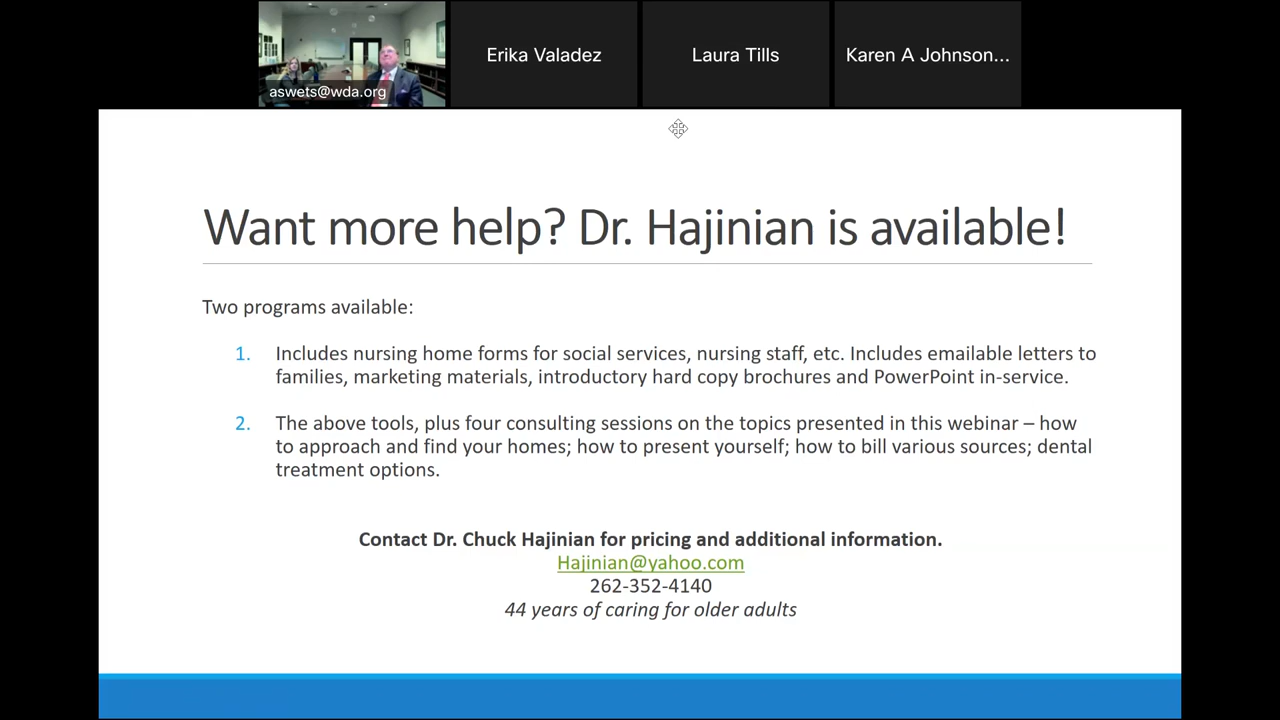 aswets@wda.org
Erika Valadez
Laura Tills
Karen A Johnson...
Want more help? Dr. Hajinian is available!
Two programs available:
1. Includes nursing home forms for social services, nursing staff, etc. Includes emailable letters to
families, marketing materials, introductory hard copy brochures and PowerPoint in-service.
2. The above tools, plus four consulting sessions on the topics presented in this webinar – how
to approach and find your homes; how to present yourself; how to bill various sources; dental
treatment options.
Contact Dr. Chuck Hajinian for pricing and additional information.
Hajinian@yahoo.com
262-352-4140
44 years of caring for older adults